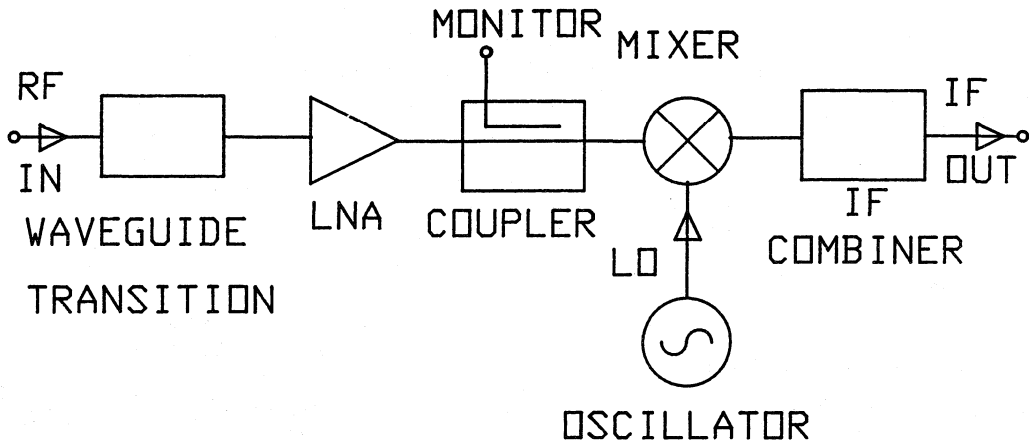 MONITOR
MIXER
RF
IN
IF
OUT
WAVEGUIDE
TRANSITION
LNA
COUPLER
LO
IF
COMBINER
OSCILLATOR